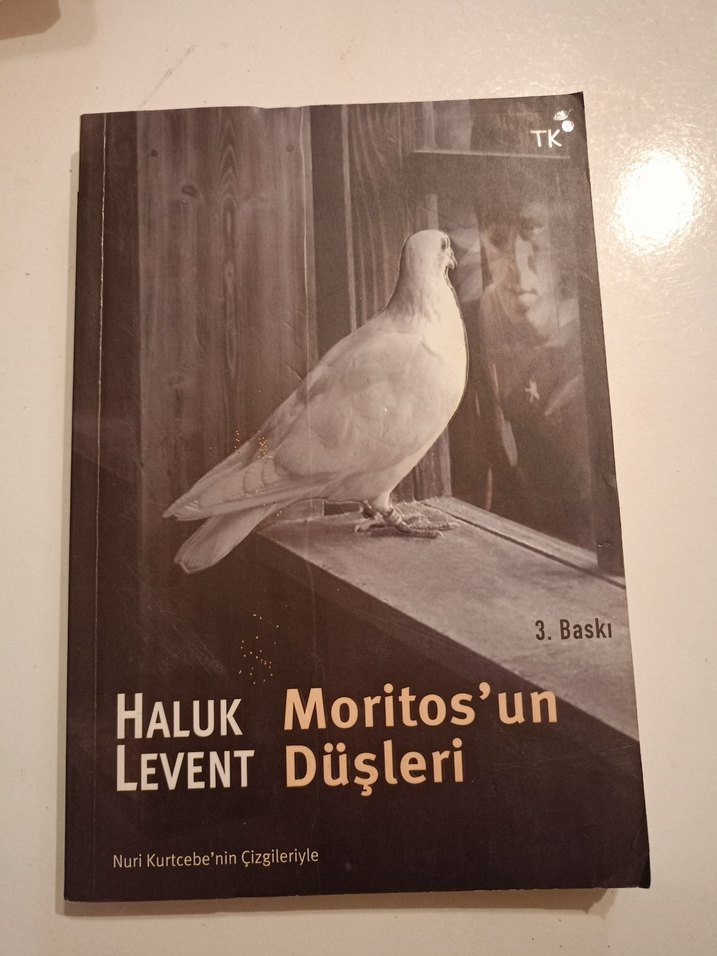 TK
3. Baskı
HALUK
LEVENT
Moritos'un
Düşleri
Nuri Kurtcebe'nin Çizgileriyle